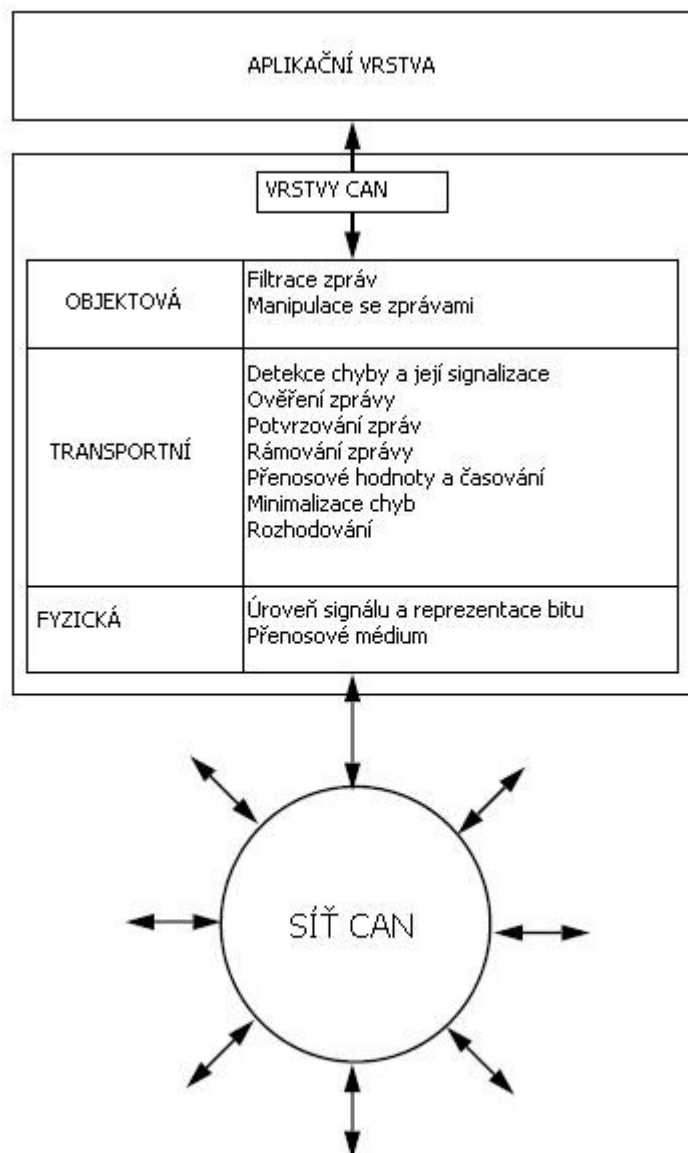 APLIKAČNÍ VRSTVA
VRSTVY CAN
OBJEKTOVÁ
Filtrace zpráv
Manipulace se zprávami
TRANSPORTNÍ
Detekce chyby a její signalizace
Ověření zprávy
Potvrzování zpráv
Rámování zprávy
Přenosové hodnoty a časování
Minimalizace chyb
Rozhodování
FYZICKÁ
Úroveň signálu a reprezentace bitu
Přenosové médium
SÍŤ CAN